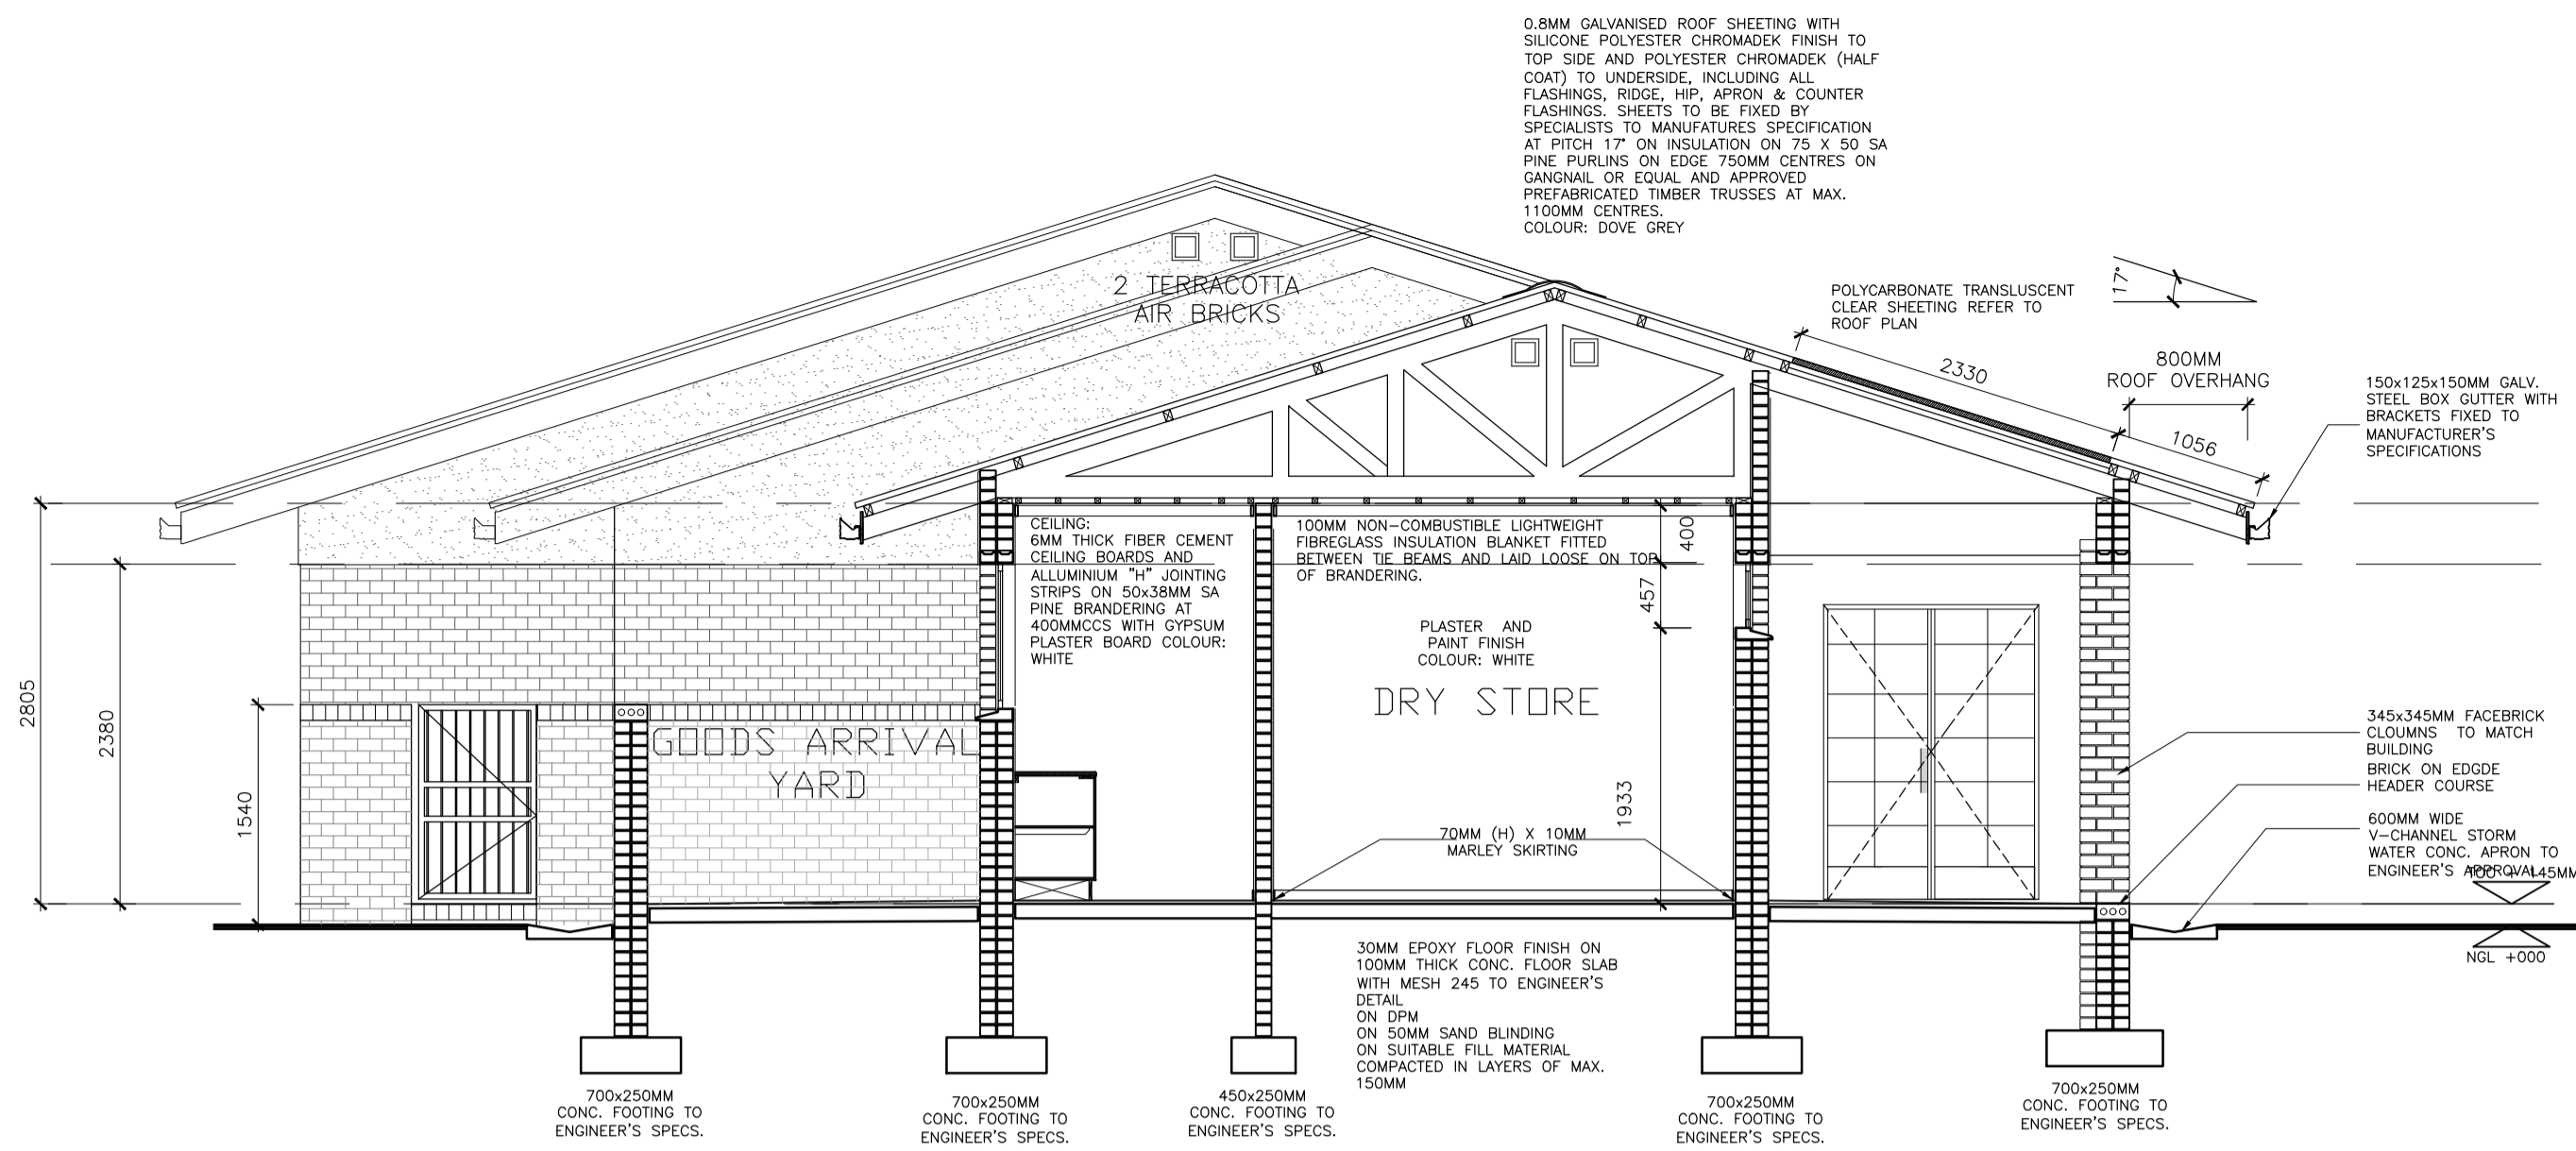 0.8MM GALVANISED ROOF SHEETING WITH
SILICONE POLYESTER CHROMADEK FINISH TO
TOP SIDE AND POLYESTER CHROMADEK (HALF
COAT) TO UNDERSIDE, INCLUDING ALL
FLASHINGS, RIDGE, HIP, APRON & COUNTER
FLASHINGS. SHEETS TO BE FIXED BY
SPECIALISTS TO MANUFATURES SPECIFICATION
AT PITCH 17° ON INSULATION ON 75 X 50 SA
PINE PURLINS ON EDGE 750MM CENTRES ON
GANGNAIL OR EQUAL AND APPROVED
PREFABRICATED TIMBER TRUSSES AT MAX.
1100MM CENTRES.
COLOUR: DOVE GREY
2 TERRACOTTA
AIR BRICKS
POLYCARBONATE TRANSLUSCENT
CLEAR SHEETING REFER TO
ROOF PLAN
17°
2330
800MM
ROOF OVERHANG
1056
150x125x150MM GALV.
STEEL BOX GUTTER WITH
BRACKETS FIXED TO
MANUFACTURER'S
SPECIFICATIONS
CEILING:
6MM THICK FIBER CEMENT
CEILING BOARDS AND
ALLUMINIUM "H" JOINTING
STRIPS ON 50x38MM SA
PINE BRANDERING AT
400MMCCS WITH GYPSUM
PLASTER BOARD COLOUR:
WHITE
100MM NON-COMBUSTIBLE LIGHTWEIGHT
FIBREGLASS INSULATION BLANKET FITTED
BETWEEN TIE BEAMS AND LAID LOOSE ON TOP
OF BRANDERING.
400
457
1933
PLASTER AND
PAINT FINISH
COLOUR: WHITE
DRY STORE
2805
2380
1540
GOODS ARRIVAL
YARD
70MM (H) X 10MM
MARLEY SKIRTING
345x345MM FACEBRICK
CLOUMNS TO MATCH
BUILDING
BRICK ON EDGDE
HEADER COURSE
600MM WIDE
V-CHANNEL STORM
WATER CONC. APRON TO
ENGINEER'S APPROVAL
NGL +000
30MM EPOXY FLOOR FINISH ON
100MM THICK CONC. FLOOR SLAB
WITH MESH 245 TO ENGINEER'S
DETAIL
ON DPM
ON 50MM SAND BLINDING
ON SUITABLE FILL MATERIAL
COMPACTED IN LAYERS OF MAX.
150MM
700x250MM
CONC. FOOTING TO
ENGINEER'S SPECS.
700x250MM
CONC. FOOTING TO
ENGINEER'S SPECS.
450x250MM
CONC. FOOTING TO
ENGINEER'S SPECS.
700x250MM
CONC. FOOTING TO
ENGINEER'S SPECS.
700x250MM
CONC. FOOTING TO
ENGINEER'S SPECS.